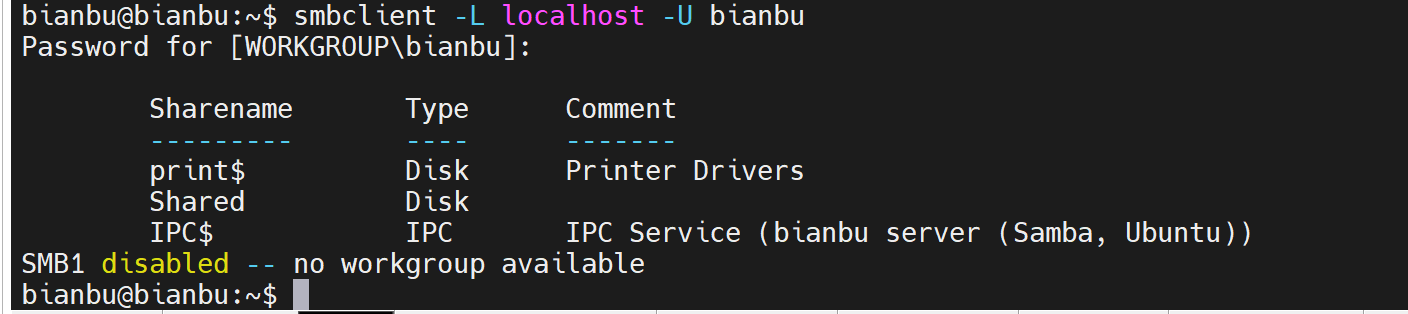 bianbu@bianbu:~$ smbclient -L localhost -U bianbu
Password for [WORKGROUP\bianbu]:
Sharename Type Comment
--------- ---- -------
print$ Disk Printer Drivers
Shared Disk
IPC$ IPC IPC Service (bianbu server (Samba, Ubuntu))
SMB1 disabled -- no workgroup available
bianbu@bianbu:~$